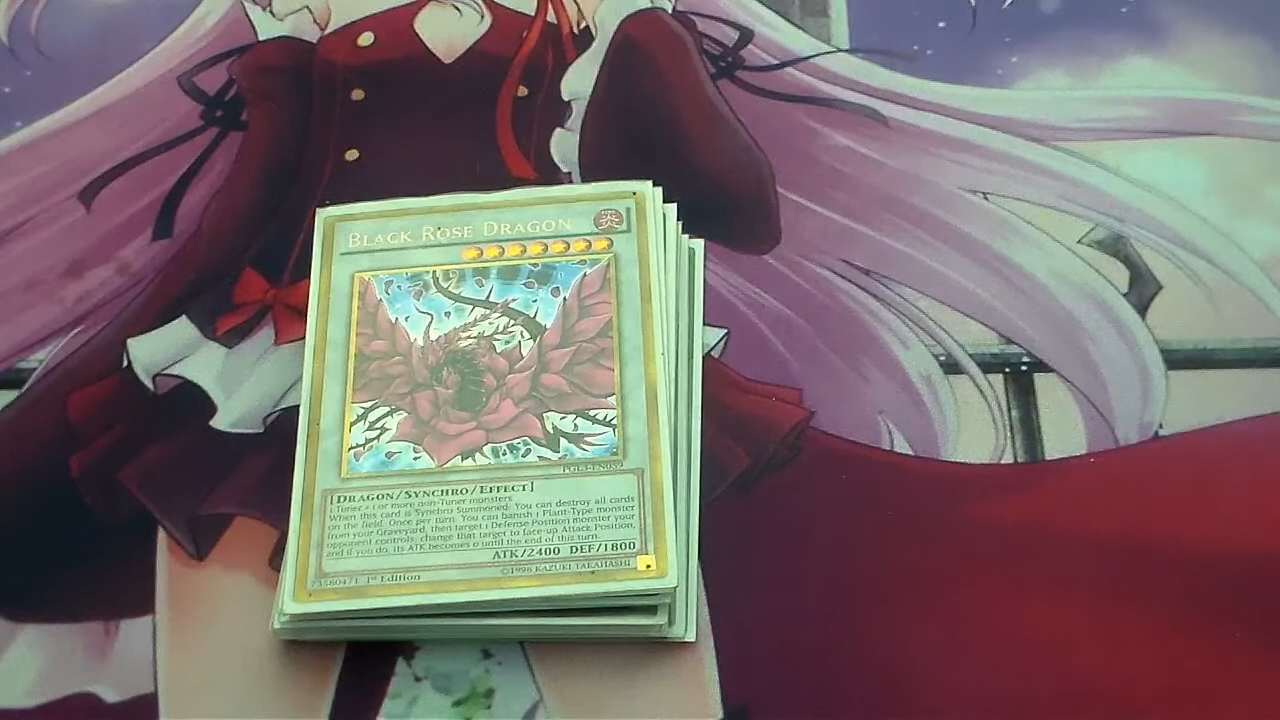 BLACK ROSE DRAGON 炎
PGL3-EN059
[DRAGON/SYNCHRO/EFFECT]
1 Tuner + 1 or more non-Tuner monsters
When this card is Synchro Summoned: You can destroy all cards
on the field. Once per turn: You can banish 1 Plant-Type monster
from your Graveyard, then target 1 Defense Position monster your
opponent controls; change that target to face-up Attack Position,
and if you do, its ATK becomes 0 until the end of this turn.
ATK/2400 DEF/1800
73580471 1st Edition ©1996 KAZUKI TAKAHASHI